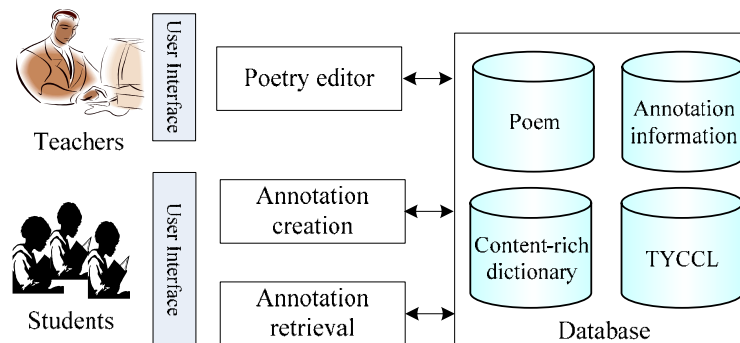 Teachers
User Interface
Poetry editor
Poem
Annotation
information
Students
User Interface
Annotation
creation
Annotation
retrieval
Content-rich
dictionary
TYCCL
Database